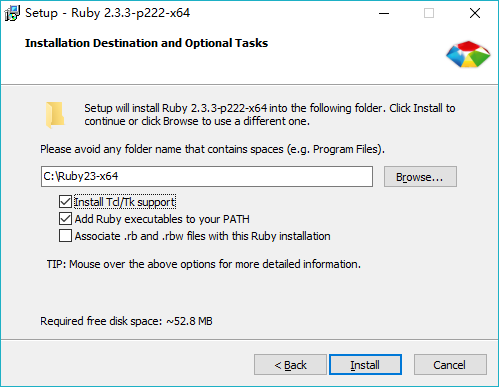 Setup - Ruby 2.3.3-p222-x64
Installation Destination and Optional Tasks
Setup will install Ruby 2.3.3-p222-x64 into the following folder. Click Install to
continue or click Browse to use a different one.
Please avoid any folder name that contains spaces (e.g. Program Files).
C:\Ruby23-x64
Browse...
Install Tcl/Tk support
Add Ruby executables to your PATH
Associate .rb and .rbw files with this Ruby installation
TIP: Mouse over the above options for more detailed information.
Required free disk space: ~52.8 MB
< Back
Install
Cancel